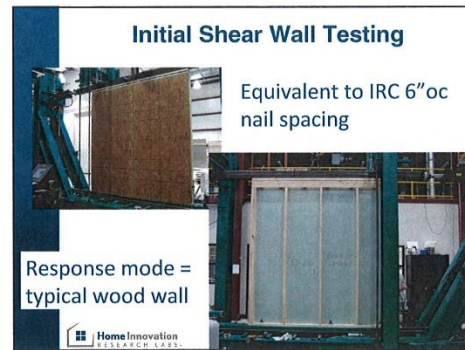 Initial Shear Wall Testing
Equivalent to IRC 6”oc
nail spacing
Response mode =
typical wood wall
Home Innovation
RESEARCH LABS